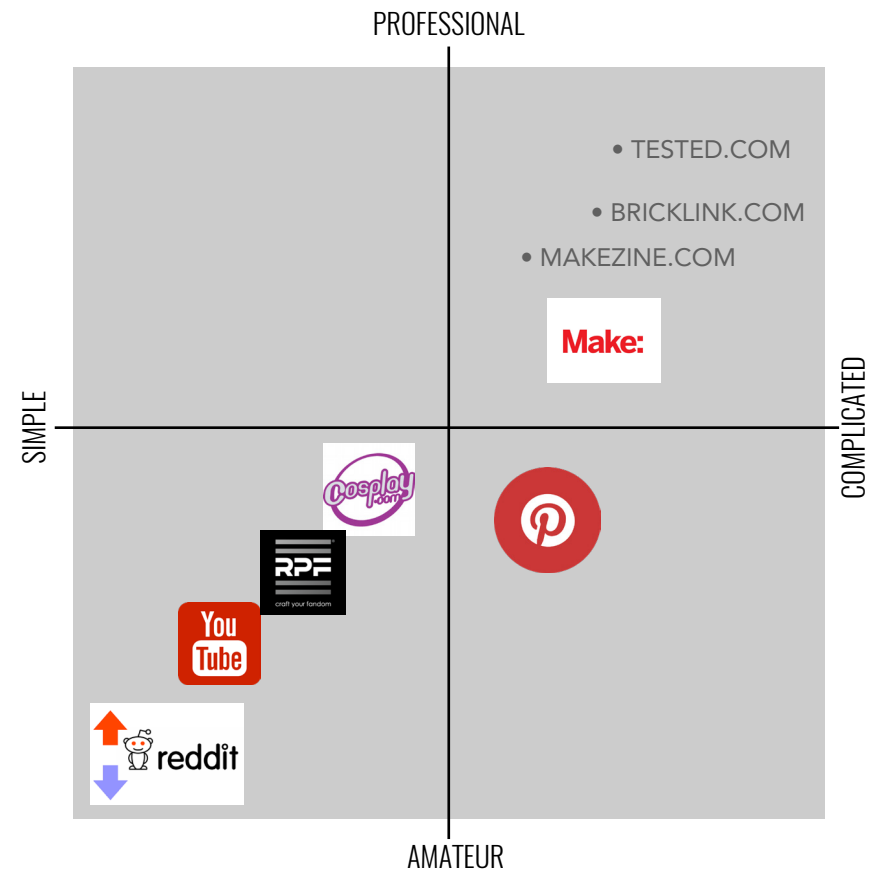 PROFESSIONAL
• TESTED.COM
• BRICKLINK.COM
• MAKEZINE.COM
Make:
SIMPLE
COMPLICATED
Cosplay
.com
RPF
craft your fandom
You
Tube
reddit
AMATEUR